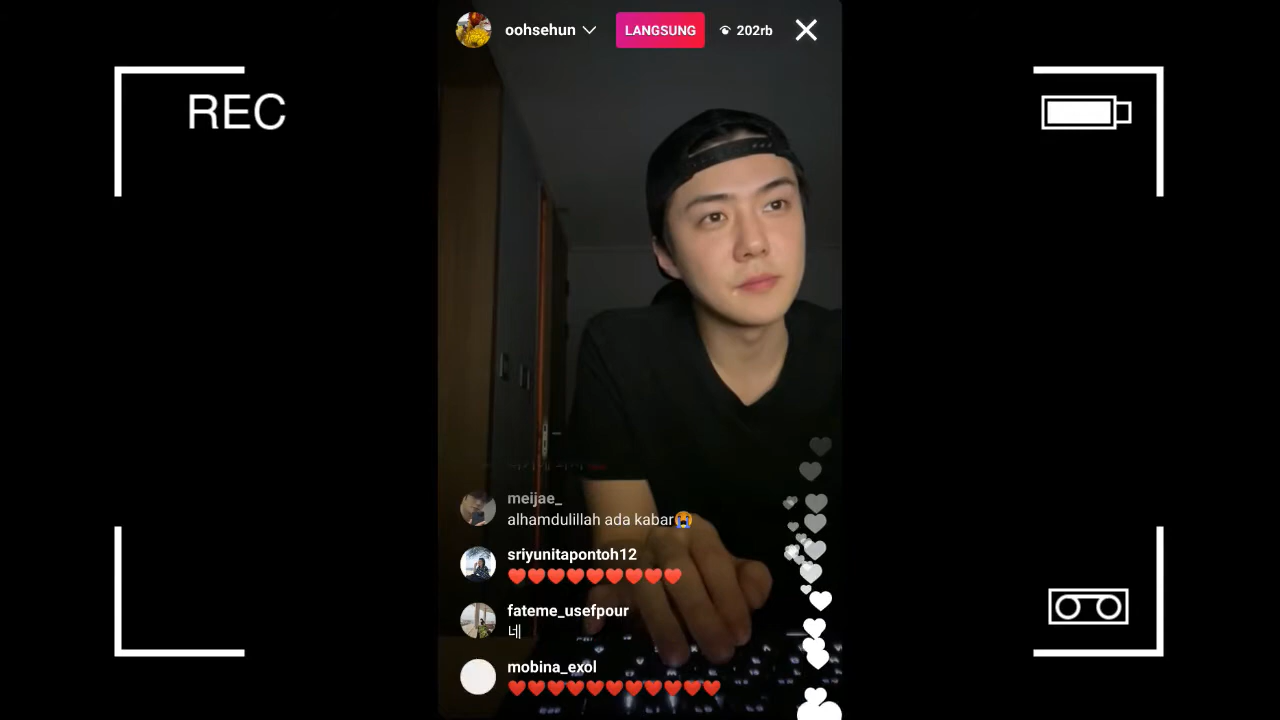 REC
oohsehun
LANGSUNG
202rb
meijae_
alhamdulillah ada kabar😭
sriyunitapontoh12
❤️❤️❤️❤️❤️❤️❤️❤️❤️
fateme_usefpour
네
mobina_exol
❤️❤️❤️❤️❤️❤️❤️❤️❤️❤️❤️